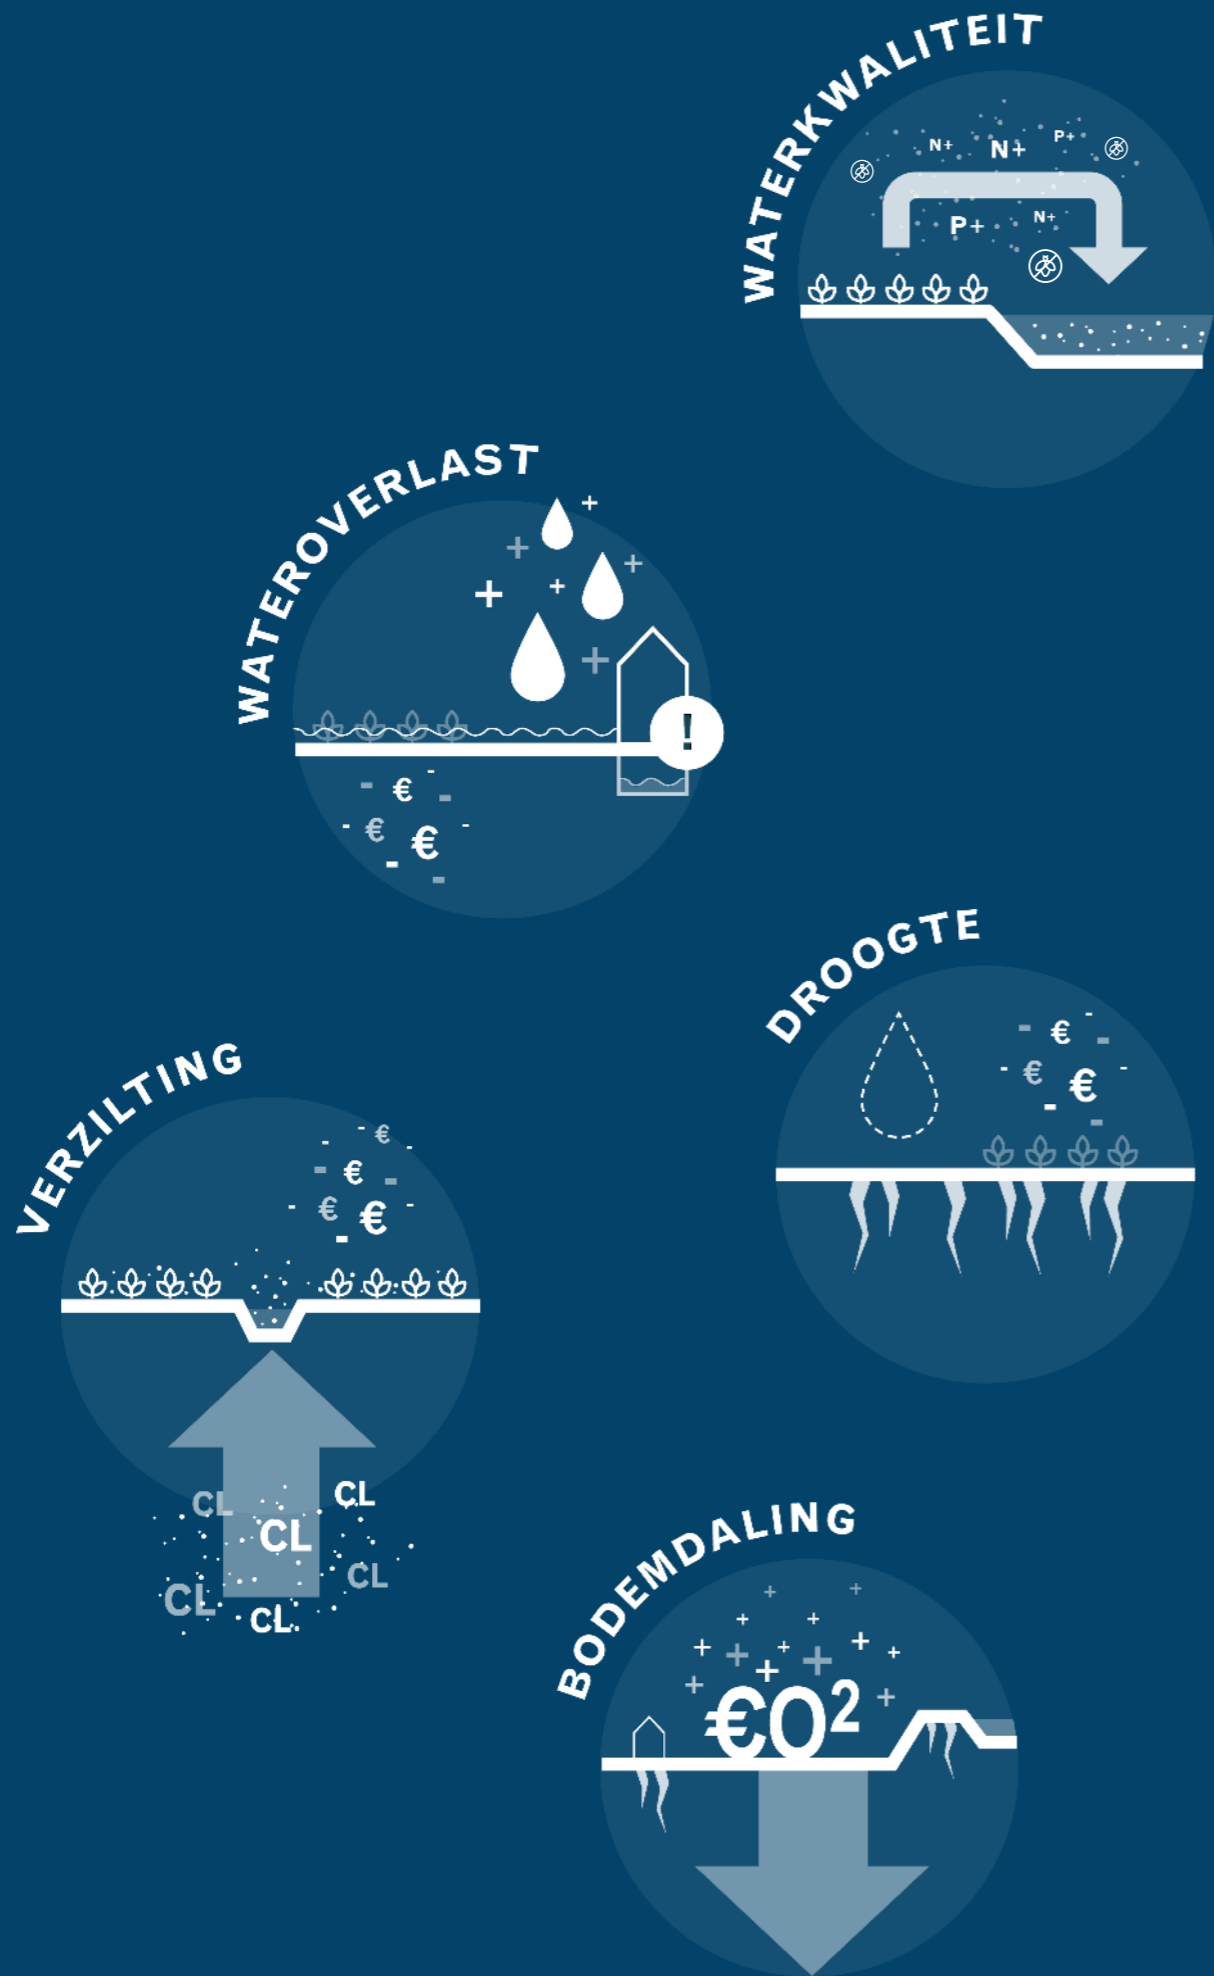 WATERKWALITEIT
N+ N+ P+
P+ N+
WATEROVERLAST
+
+ +
+ +
+
!
- € -
- € € -
-
-
DROOGTE
- € -
- € € -
-
-
VERZILTING
- - € -
- € -
- € € -
-
CL CL
CL
CL
CL CL
BODEMDALING
+ +
+ +
+ + + + + +
+ +
+ +
€O²